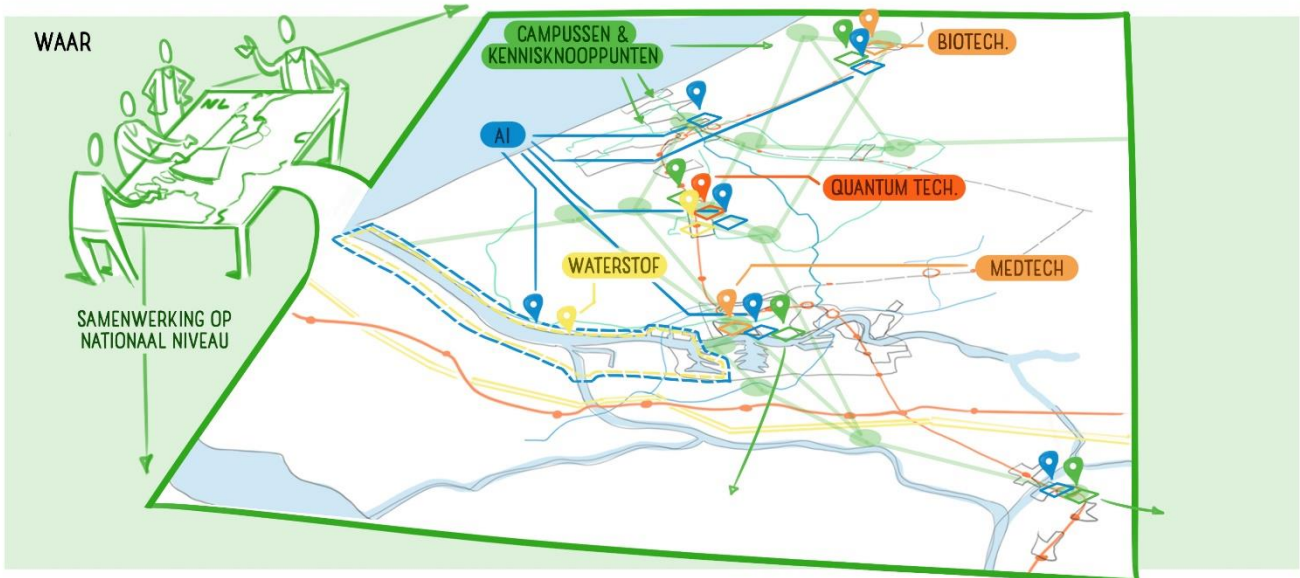 WAAR
NL
SAMENWERKING OP
NATIONAAL NIVEAU
CAMPUSSEN &
KENNISKNOOPPUNTEN
BIOTECH.
AI
QUANTUM TECH.
WATERSTOF
MEDTECH